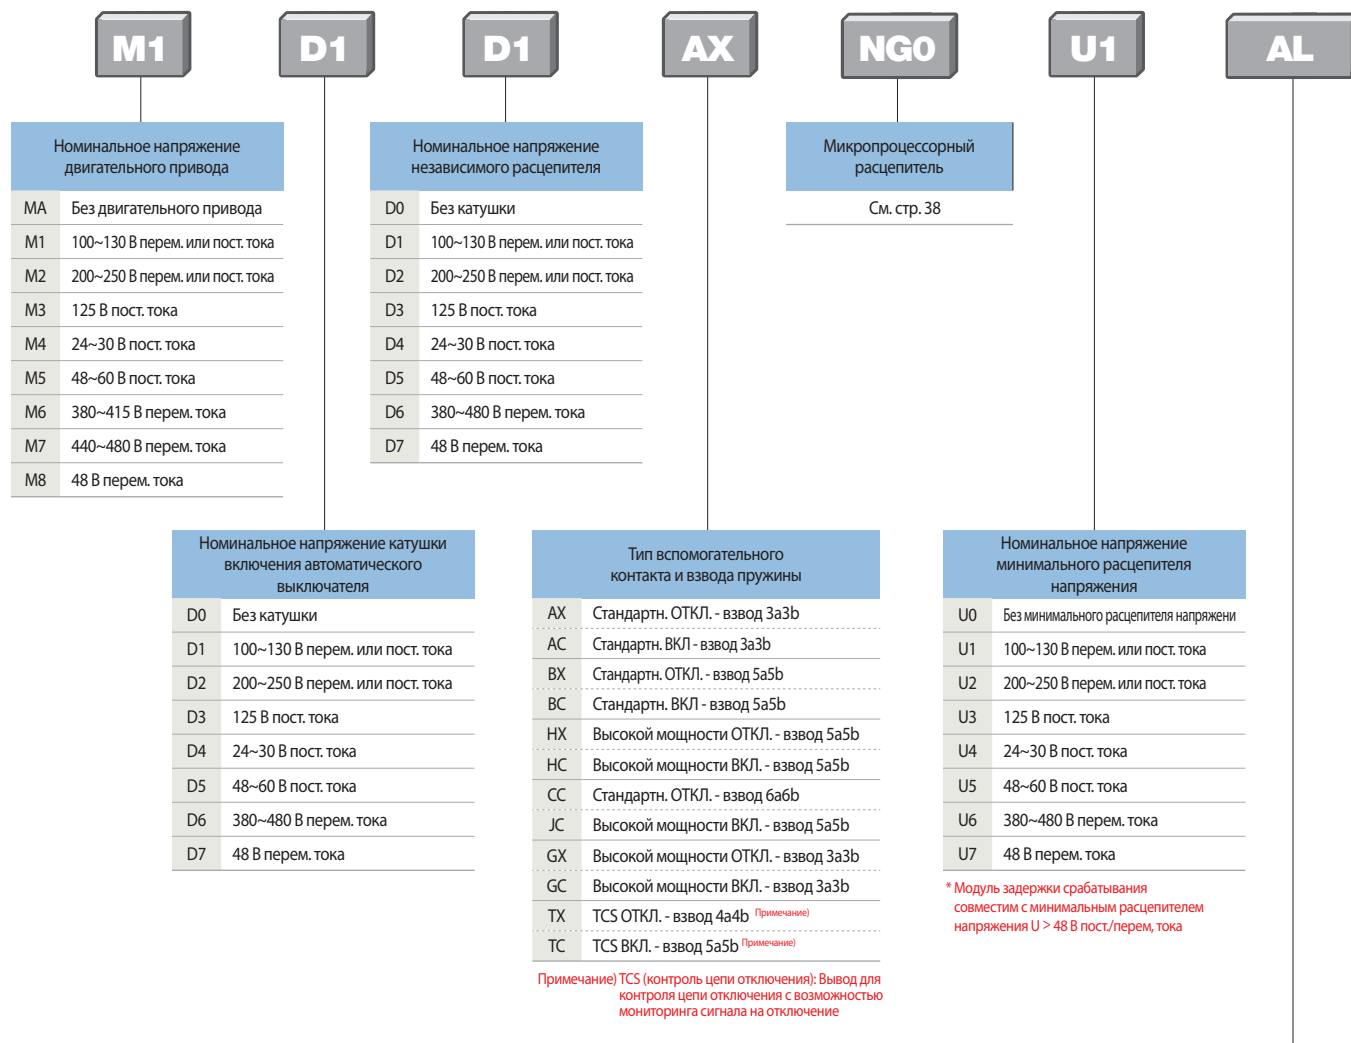 M1 D1 D1 AX NG0 U1 AL
Номинальное напряжение
двигательного привода
MA Без двигательного привода
M1 100~130 В перем. или пост. тока
M2 200~250 В перем. или пост. тока
M3 125 В пост. тока
M4 24~30 В пост. тока
M5 48~60 В пост. тока
M6 380~415 В перем. тока
M7 440~480 В перем. тока
M8 48 В перем. тока
Номинальное напряжение
независимого расцепителя
D0 Без катушки
D1 100~130 В перем. или пост. тока
D2 200~250 В перем. или пост. тока
D3 125 В пост. тока
D4 24~30 В пост. тока
D5 48~60 В пост. тока
D6 380~480 В перем. тока
D7 48 В перем. тока
Микропроцессорный
расцепитель
См. стр. 38
Номинальное напряжение катушки
включения автоматического
выключателя
D0 Без катушки
D1 100~130 В перем. или пост. тока
D2 200~250 В перем. или пост. тока
D3 125 В пост. тока
D4 24~30 В пост. тока
D5 48~60 В пост. тока
D6 380~480 В перем. тока
D7 48 В перем. тока
Тип вспомогательного
контакта и взвода пружины
AX Стандартн. ОТКЛ. - взвод 3a3b
AC Стандартн. ВКЛ - взвод 3a3b
BX Стандартн. ОТКЛ. - взвод 5a5b
BC Стандартн. ВКЛ - взвод 5a5b
HX Высокой мощности ОТКЛ. - взвод 5a5b
HC Высокой мощности ВКЛ. - взвод 5a5b
CC Стандартн. ОТКЛ. - взвод 6a6b
JC Высокой мощности ВКЛ. - взвод 5a5b
GX Высокой мощности ОТКЛ. - взвод 3a3b
GC Высокой мощности ВКЛ. - взвод 3a3b
TX TCS ОТКЛ. - взвод 4a4b Примечание)
TC TCS ВКЛ. - взвод 5a5b Примечание)
Примечание) TCS (контроль цепи отключения): Вывод для
контроля цепи отключения с возможностью
мониторинга сигнала на отключение
Номинальное напряжение
минимального расцепителя
напряжения
U0 Без минимального расцепителя напряжени
U1 100~130 В перем. или пост. тока
U2 200~250 В перем. или пост. тока
U3 125 В пост. тока
U4 24~30 В пост. тока
U5 48~60 В пост. тока
U6 380~480 В перем. тока
U7 48 В перем. тока
* Модуль задержки срабатывания
совместим с минимальным расцепителем
напряжения U > 48 В пост./перем, тока